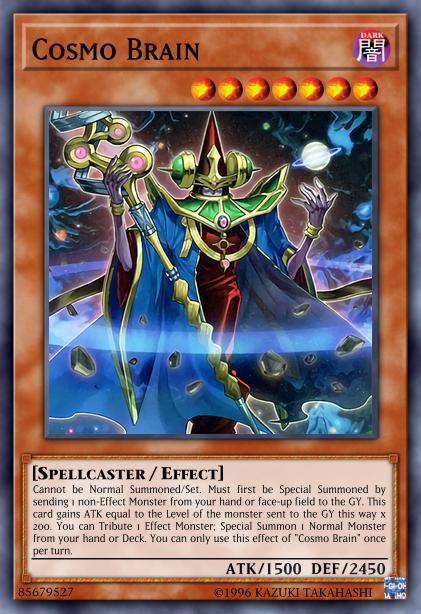 COSMO BRAIN
DARK
闇
[SPELLCASTER / EFFECT]
Cannot be Normal Summoned/Set. Must first be Special Summoned by
sending 1 non-Effect Monster from your hand or face-up field to the GY. This
card gains ATK equal to the Level of the monster sent to the GY this way x
200. You can Tribute 1 Effect Monster; Special Summon 1 Normal Monster
from your hand or Deck. You can only use this effect of "Cosmo Brain" once
per turn.
ATK/1500 DEF/2450
85679527
©1996 KAZUKI TAKAHASHI